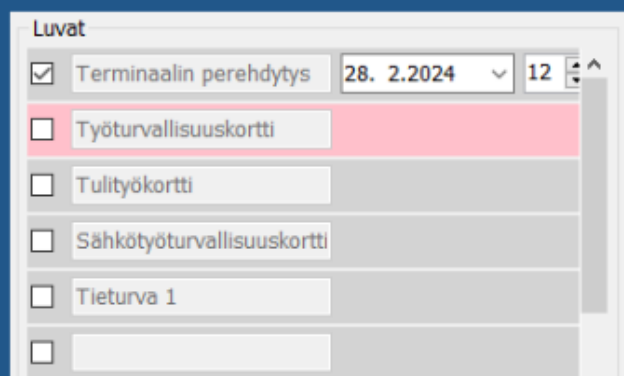 Luvat
Terminaalin perehdytys 28. 2.2024 12
Työturvallisuuskortti
Tulityökortti
Sähkötyöturvallisuuskortti
Tieturva 1